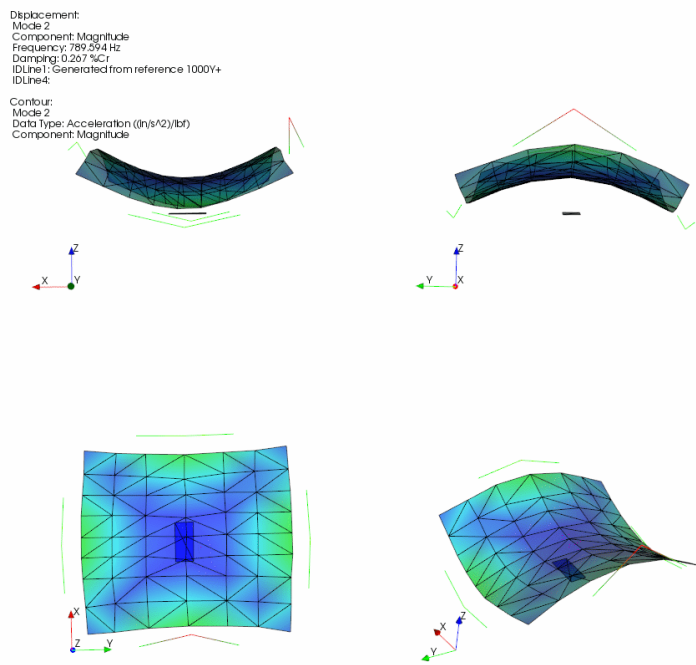 Displacement:
Mode 2
Component: Magnitude
Frequency: 789.594 Hz
Damping: 0.267 %Cr
IDLine1: Generated from reference 1000Y+
IDLine4:
Contour:
Mode 2
Data Type: Acceleration ((in/s^2)/lbf)
Component: Magnitude
Z
X
Y
Z
Y
X
X
Z
Y
Z
X
Y